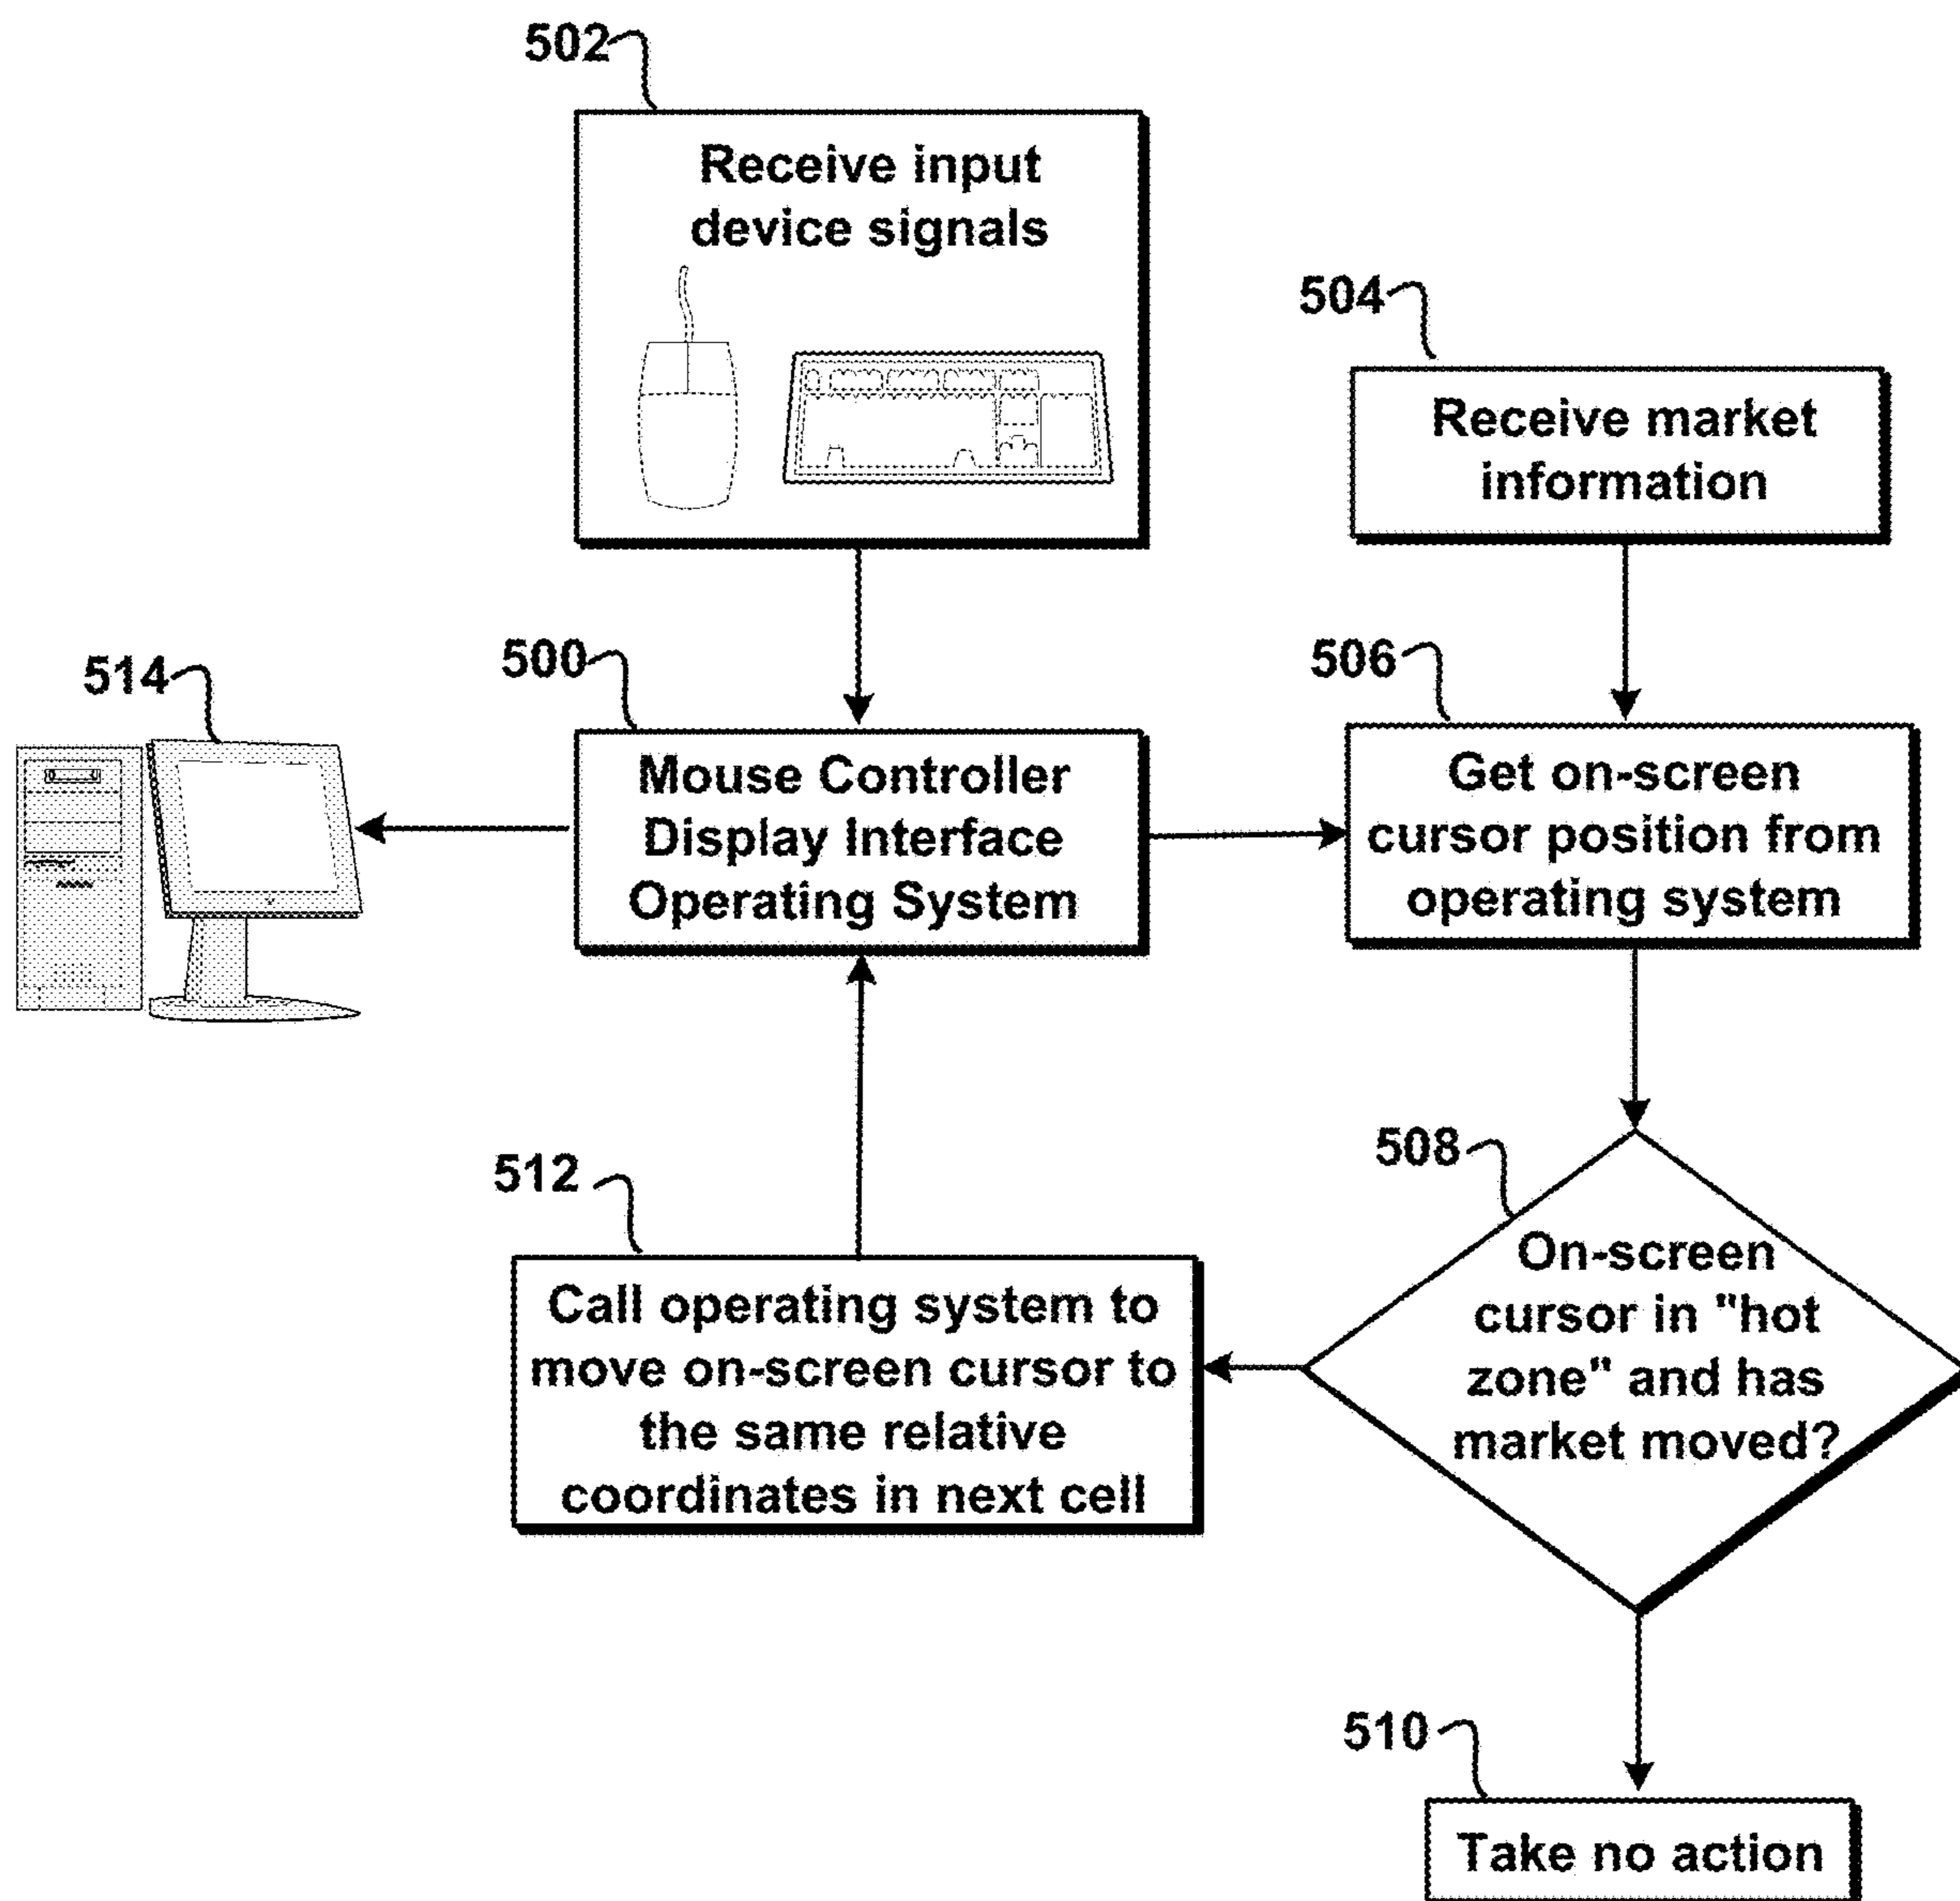 502
Receive input
device signals
504
Receive market
information
514
500
Mouse Controller
Display Interface
Operating System
506
Get on-screen
cursor position from
operating system
508
On-screen
cursor in "hot
zone" and has
market moved?
512
Call operating system to
move on-screen cursor to
the same relative
coordinates in next cell
510
Take no action